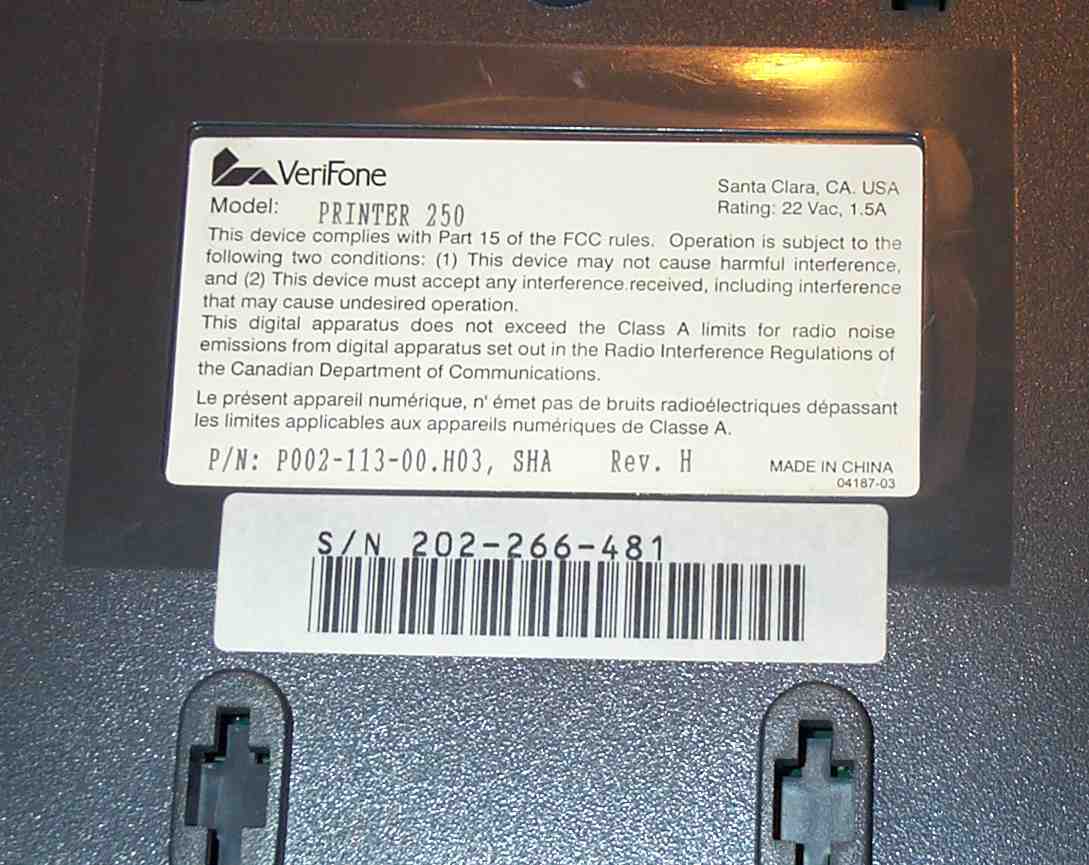 VeriFone
Santa Clara, CA. USA
Model: PRINTER 250
Rating: 22 Vac, 1.5A
This device complies with Part 15 of the FCC rules. Operation is subject to the
following two conditions: (1) This device may not cause harmful interference,
and (2) This device must accept any interference received, including interference
that may cause undesired operation.
This digital apparatus does not exceed the Class A limits for radio noise
emissions from digital apparatus set out in the Radio Interference Regulations of
the Canadian Department of Communications.
Le présent appareil numérique, n' émet pas de bruits radioélectriques dépassant
les limites applicables aux appareils numériques de Classe A.
P/N: P002-113-00.H03, SHA Rev. H
MADE IN CHINA
04187-03
S/N 202-266-481